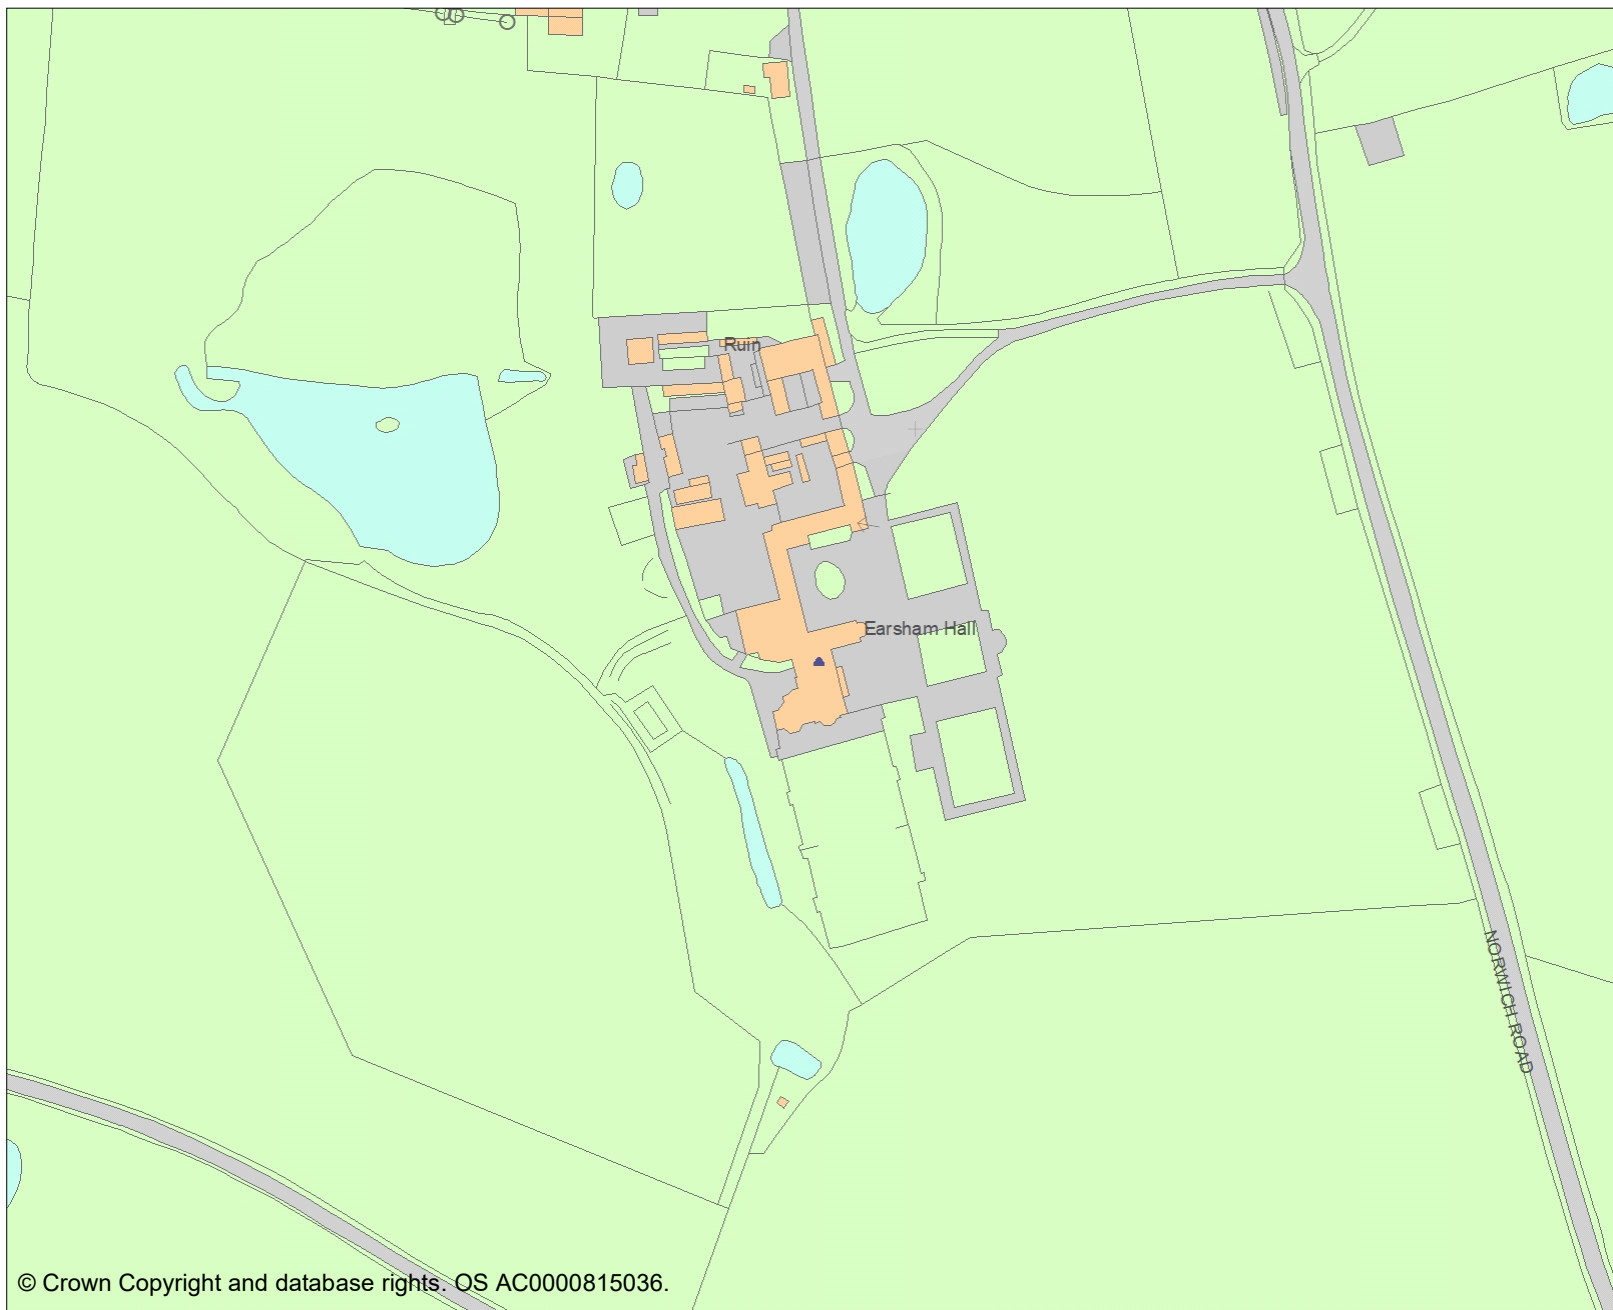 Ruin
Earsham Hall
NORWICH ROAD
© Crown Copyright and database rights. OS AC0000815036.